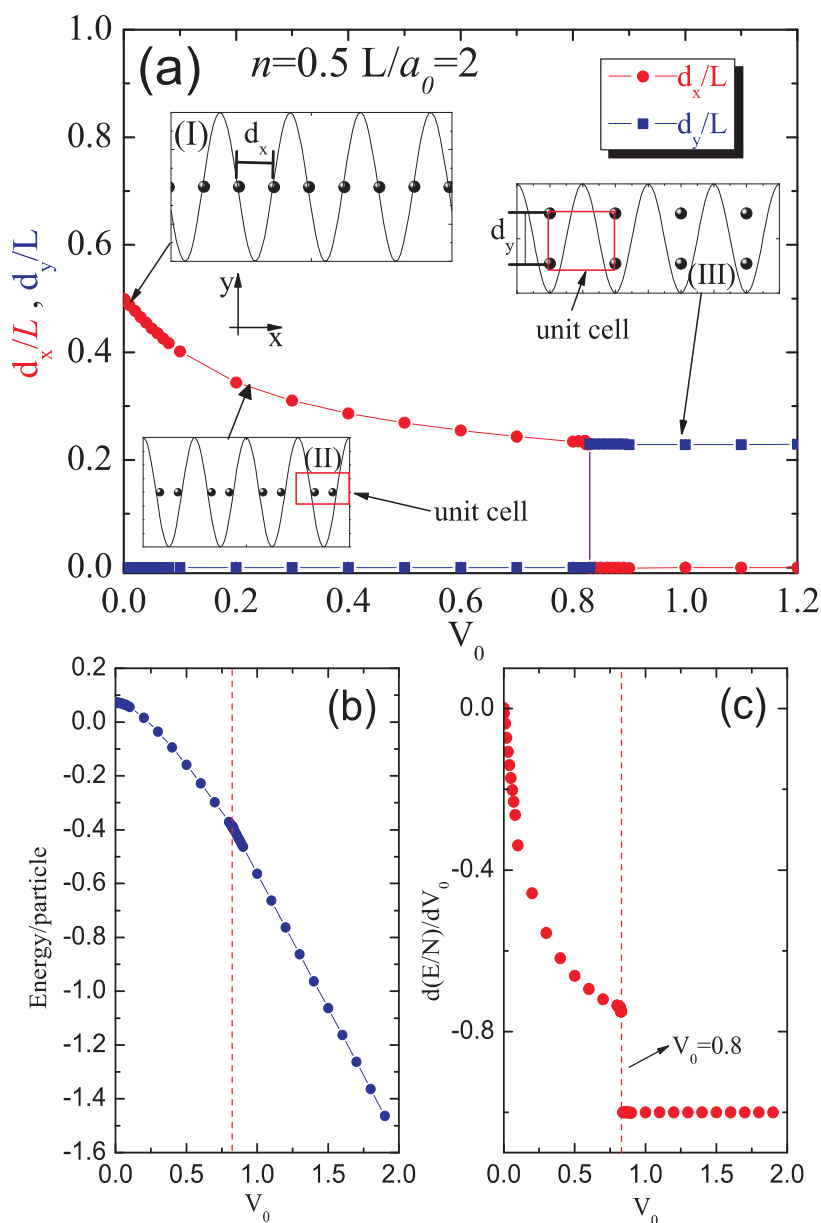 (a) n=0.5 L/a₀=2
dₓ/L
d_y/L
(I) dₓ
d_y
(III)
unit cell
y
x
(II)
unit cell
dₓ/L , d_y/L
1.0
0.8
0.6
0.4
0.2
0.0
0.0 0.2 0.4 0.6 0.8 1.0 1.2
V₀
(b)
Energy/particle
0.2
0.0
-0.2
-0.4
-0.6
-0.8
-1.0
-1.2
-1.4
-1.6
0.0 0.5 1.0 1.5 2.0
V₀
(c)
d(E/N)/dV₀
0.0
-0.4
-0.8
V₀=0.8
0.0 0.5 1.0 1.5 2.0
V₀